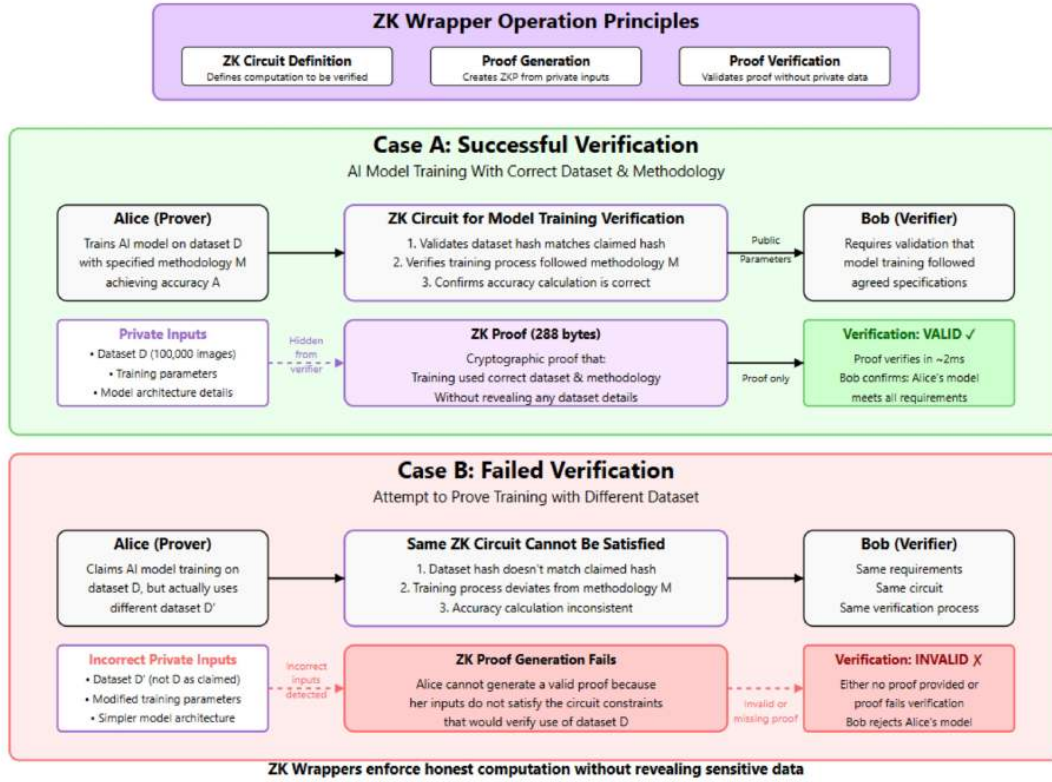 ZK Wrapper Operation Principles
ZK Circuit Definition
Defines computation to be verified
Proof Generation
Creates ZKP from private inputs
Proof Verification
Validates proof without private data
Case A: Successful Verification
AI Model Training With Correct Dataset & Methodology
Alice (Prover)
Trains AI model on dataset D
with specified methodology M
achieving accuracy A
ZK Circuit for Model Training Verification
1. Validates dataset hash matches claimed hash
2. Verifies training process followed methodology M
3. Confirms accuracy calculation is correct
Public
Parameters
Bob (Verifier)
Requires validation that
model training followed
agreed specifications
Private Inputs
• Dataset D (100,000 images)
• Training parameters
• Model architecture details
Hidden
from
verifier
ZK Proof (288 bytes)
Cryptographic proof that:
Training used correct dataset & methodology
Without revealing any dataset details
Proof only
Verification: VALID ✓
Proof verifies in ~2ms
Bob confirms: Alice's model
meets all requirements
Case B: Failed Verification
Attempt to Prove Training with Different Dataset
Alice (Prover)
Claims AI model training on
dataset D, but actually uses
different dataset D'
Same ZK Circuit Cannot Be Satisfied
1. Dataset hash doesn't match claimed hash
2. Training process deviates from methodology M
3. Accuracy calculation inconsistent
Bob (Verifier)
Same requirements
Same circuit
Same verification process
Incorrect Private Inputs
• Dataset D' (not D as claimed)
• Modified training parameters
• Simpler model architecture
Incorrect
inputs
detected
ZK Proof Generation Fails
Alice cannot generate a valid proof because
her inputs do not satisfy the circuit constraints
that would verify use of dataset D
Invalid or
missing proof
Verification: INVALID ✗
Either no proof provided or
proof fails verification
Bob rejects Alice's model
ZK Wrappers enforce honest computation without revealing sensitive data